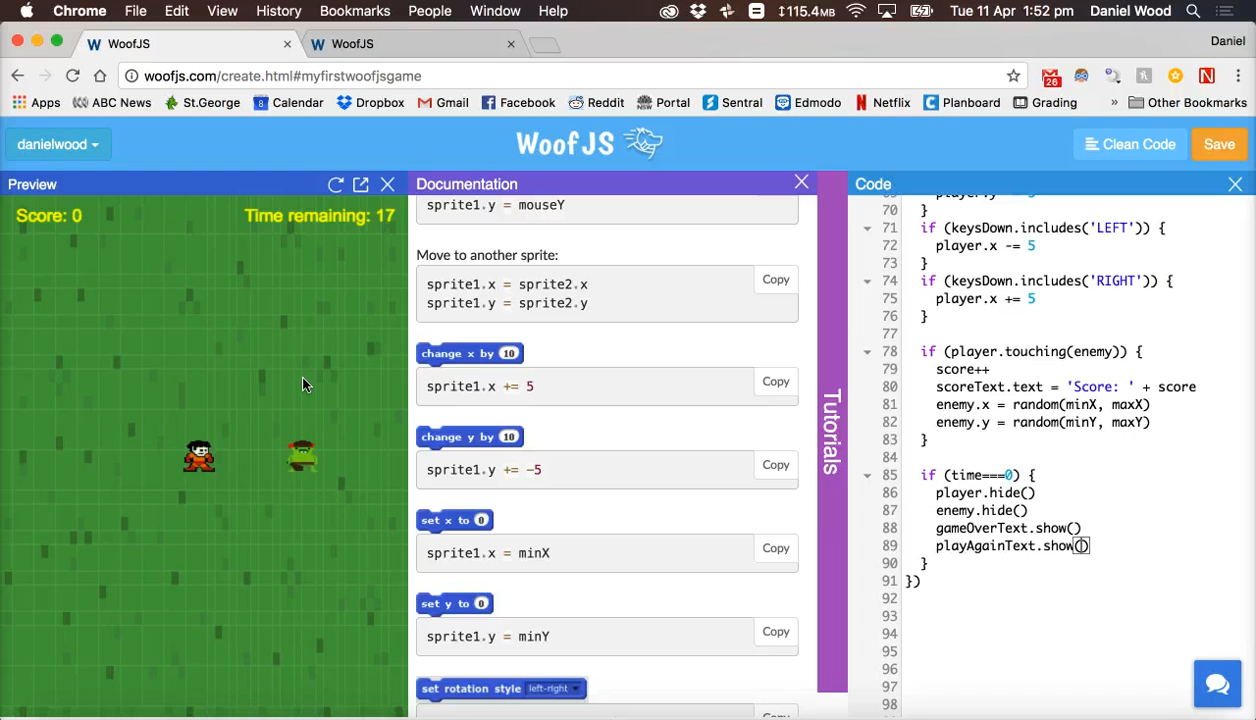 Chrome File Edit View History Bookmarks People Window Help 115.4MB Tue 11 Apr 1:52 pm Daniel Wood
WoofJS × WoofJS × Daniel
woofjs.com/create.html#myfirstwoofjsgame 26 N
Apps ABC News St.George 8 Calendar Dropbox Gmail Facebook Reddit Portal Sentral Edmodo Netflix Planboard Grading » Other Bookmarks
danielwood WoofJS Clean Code Save
Preview Documentation Code
Score: 0 Time remaining: 17
sprite1.y = mouseY
Move to another sprite:
sprite1.x = sprite2.x
sprite1.y = sprite2.y
Copy
change x by 10
sprite1.x += 5
Copy
change y by 10
sprite1.y += -5
Copy
set x to 0
sprite1.x = minX
Copy
set y to 0
sprite1.y = minY
Copy
set rotation style left-right
Tutorials
70 }
71 if (keysDown.includes('LEFT')) {
72 player.x -= 5
73 }
74 if (keysDown.includes('RIGHT')) {
75 player.x += 5
76 }
77
78 if (player.touching(enemy)) {
79 score++
80 scoreText.text = 'Score: ' + score
81 enemy.x = random(minX, maxX)
82 enemy.y = random(minY, maxY)
83 }
84
85 if (time===0) {
86 player.hide()
87 enemy.hide()
88 gameOverText.show()
89 playAgainText.show()
90 }
91 })
92
93
94
95
96
97
98